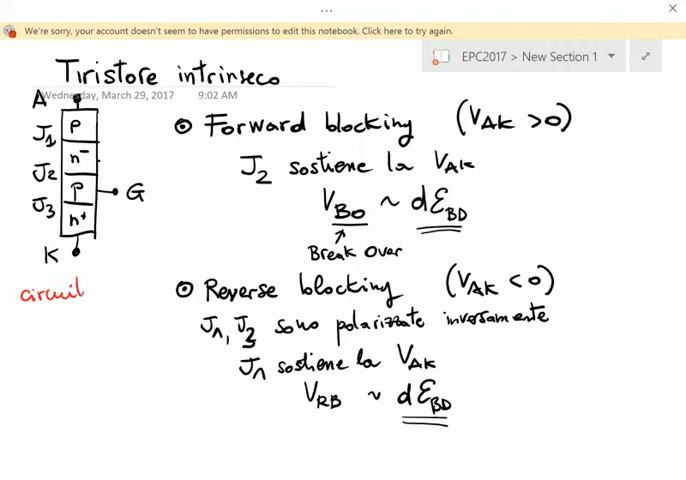 We're sorry, your account doesn't seem to have permissions to edit this notebook. Click here to try again.
EPC2017 > New Section 1
Tiristore intrinseco
Wednesday, March 29, 2017 9:02 AM
A
J1
J2
J3
p
n⁻
p
n⁺
G
K
circuil
Forward blocking (VAK >0)
J2 sostiene la VAK
VBO ~ dεBD
Break Over
Reverse blocking (VAK <0)
J1, J3 sono polarizzate inversamente
J1 sostiene la VAK
VRB ~ dεBD